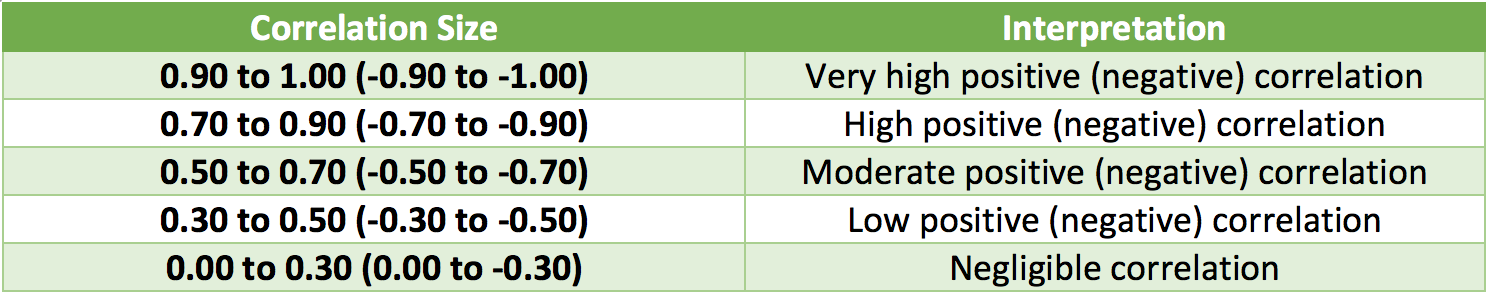 Correlation Size Interpretation
0.90 to 1.00 (-0.90 to -1.00) Very high positive (negative) correlation
0.70 to 0.90 (-0.70 to -0.90) High positive (negative) correlation
0.50 to 0.70 (-0.50 to -0.70) Moderate positive (negative) correlation
0.30 to 0.50 (-0.30 to -0.50) Low positive (negative) correlation
0.00 to 0.30 (0.00 to -0.30) Negligible correlation